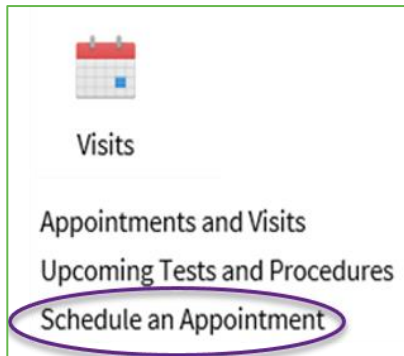 Visits
Appointments and Visits
Upcoming Tests and Procedures
Schedule an Appointment